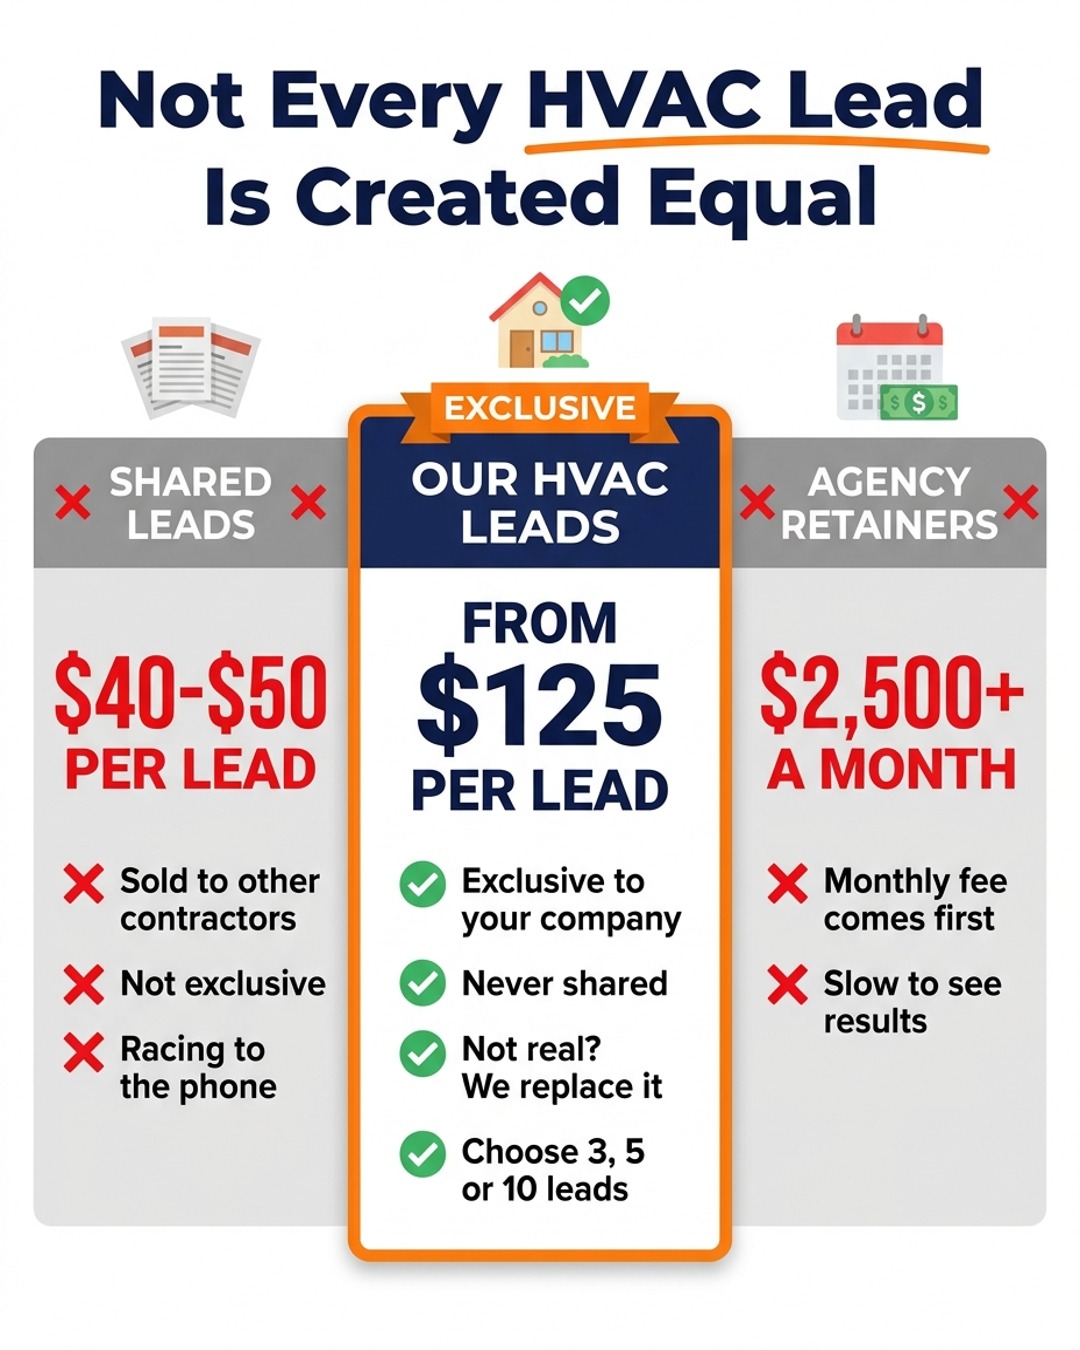 Not Every HVAC Lead
Is Created Equal
EXCLUSIVE
SHARED
LEADS
$40-$50
PER LEAD
Sold to other
contractors
Not exclusive
Racing to
the phone
OUR HVAC
LEADS
FROM
$125
PER LEAD
Exclusive to
your company
Never shared
Not real?
We replace it
Choose 3, 5
or 10 leads
$ $ $
AGENCY
RETAINERS
$2,500+
A MONTH
Monthly fee
comes first
Slow to see
results